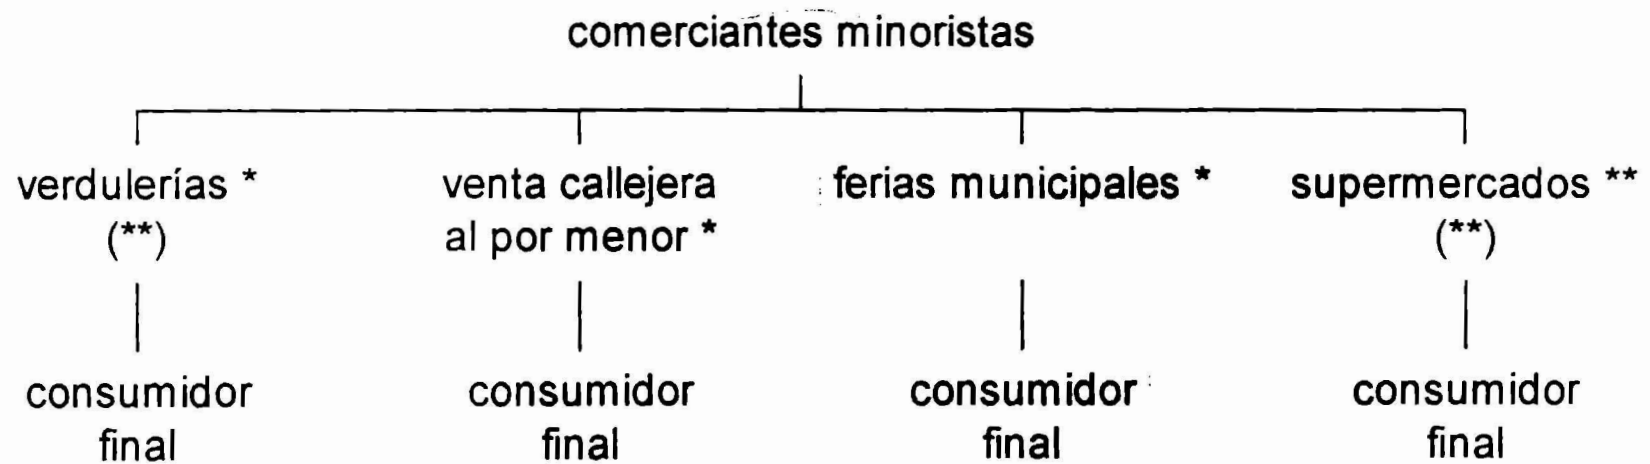 comerciantes minoristas
verdulerías *
(**)
venta callejera
al por menor *
ferias municipales *
supermercados **
(**)
consumidor
final
consumidor
final
consumidor
final
consumidor
final